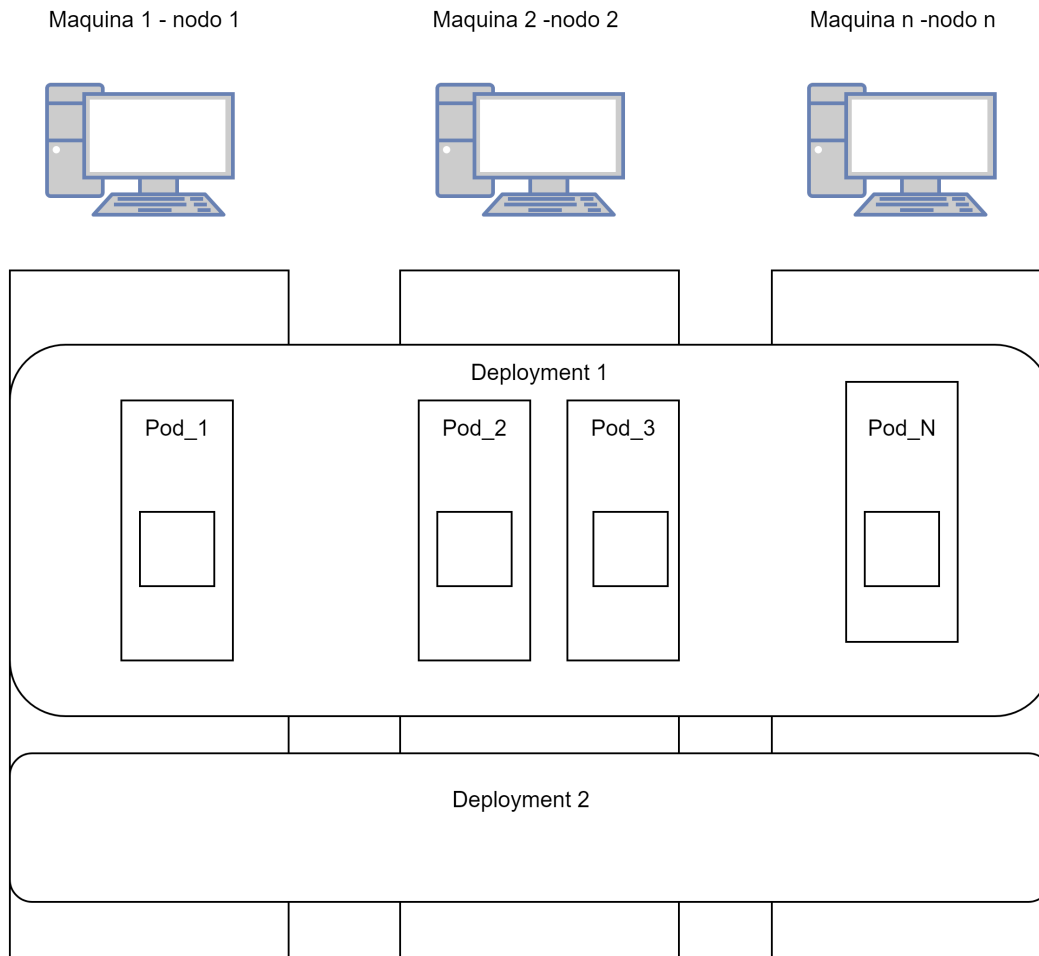 Maquina 1 - nodo 1
Maquina 2 -nodo 2
Maquina n -nodo n
Deployment 1
Pod_1
Pod_2
Pod_3
Pod_N
Deployment 2